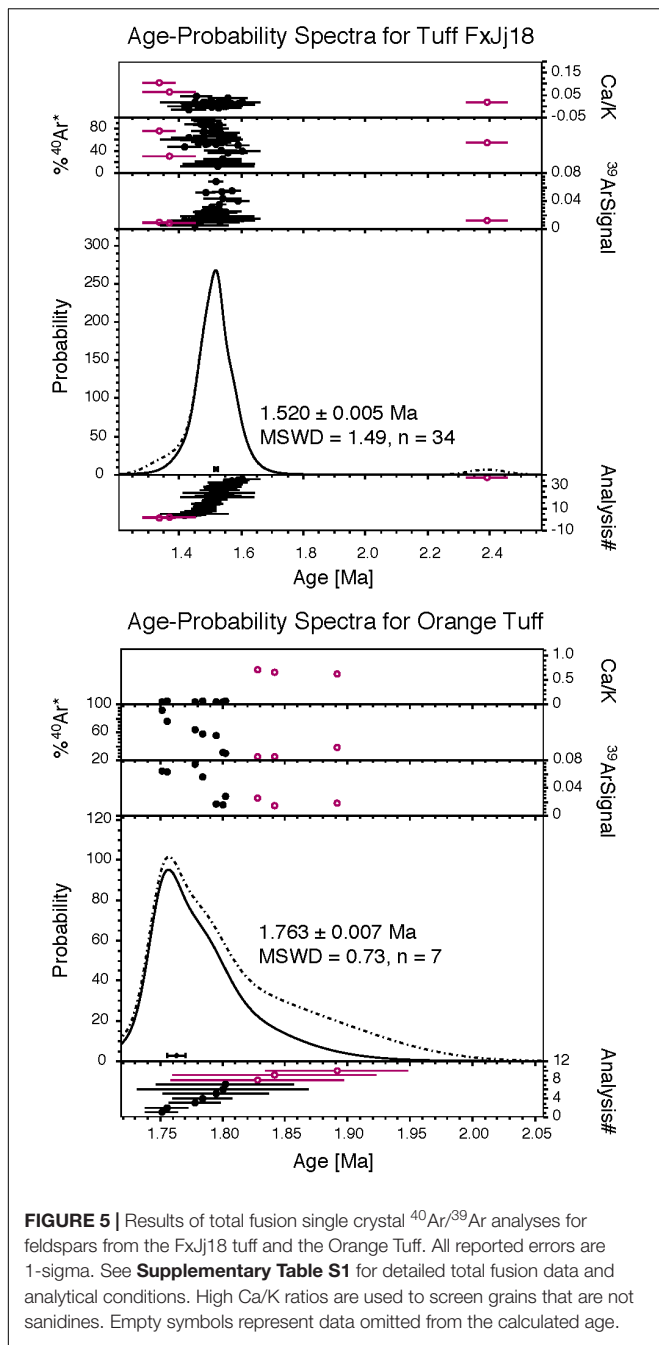 Age-Probability Spectra for Tuff FxJj18
0.15
0.05
-0.05
Ca/K
80
40
0
%⁴⁰Ar*
0.08
0.04
0
³⁹ArSignal
300
250
200
150
100
50
0
Probability
1.520 ± 0.005 Ma
MSWD = 1.49, n = 34
30
10
-10
Analysis#
1.4 1.6 1.8 2.0 2.2 2.4
Age [Ma]
Age-Probability Spectra for Orange Tuff
1.0
0.5
0
Ca/K
100
60
20
%⁴⁰Ar*
0.08
0.04
0
³⁹ArSignal
120
100
80
60
40
20
0
Probability
1.763 ± 0.007 Ma
MSWD = 0.73, n = 7
12
8
4
0
Analysis#
1.75 1.80 1.85 1.90 1.95 2.00 2.05
Age [Ma]
FIGURE 5 | Results of total fusion single crystal ⁴⁰Ar/³⁹Ar analyses for
feldspars from the FxJj18 tuff and the Orange Tuff. All reported errors are
1-sigma. See Supplementary Table S1 for detailed total fusion data and
analytical conditions. High Ca/K ratios are used to screen grains that are not
sanidines. Empty symbols represent data omitted from the calculated age.